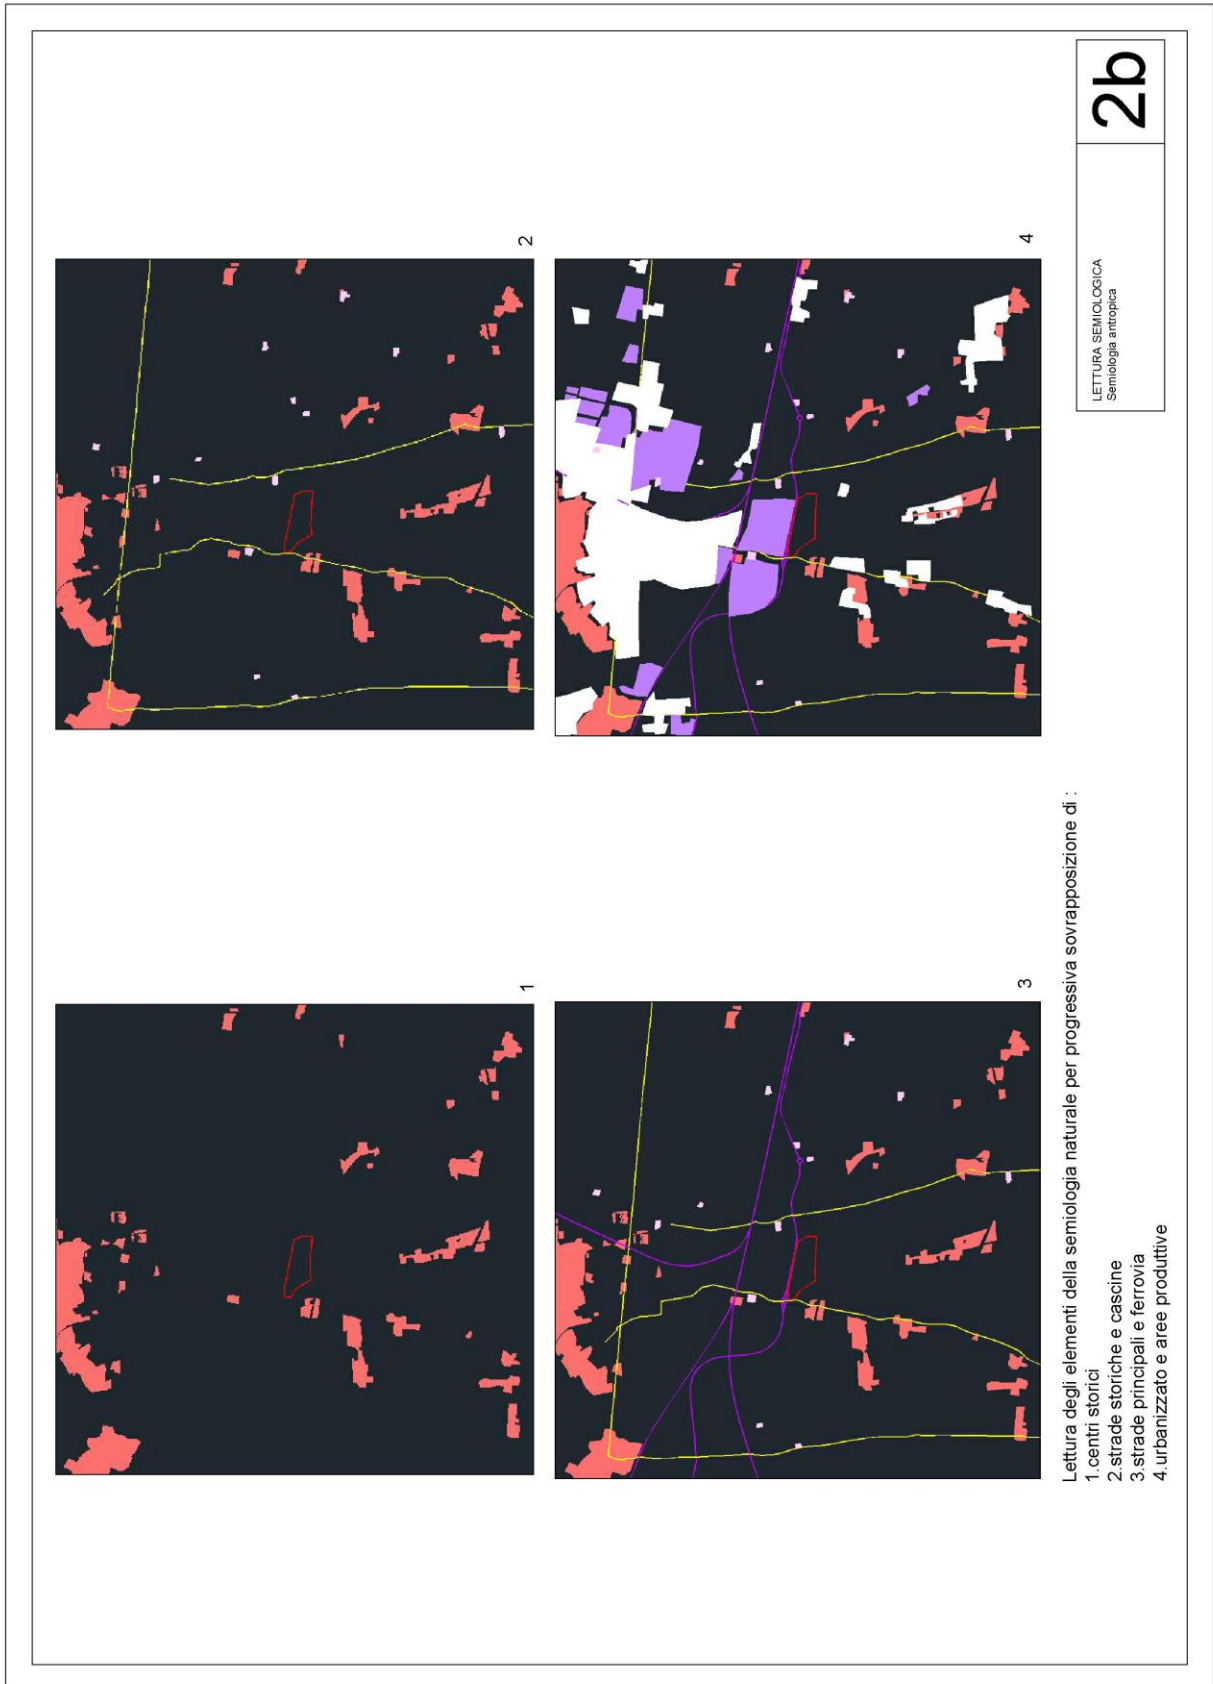 1
2
3
4
Lettura degli elementi della semiologia naturale per progressiva sovrapposizione di :
1.centri storici
2.strade storiche e cascine
3.strade principali e ferrovia
4.urbanizzato e aree produttive
LETTURA SEMIOLOGICA
Semiologia antropica
2b